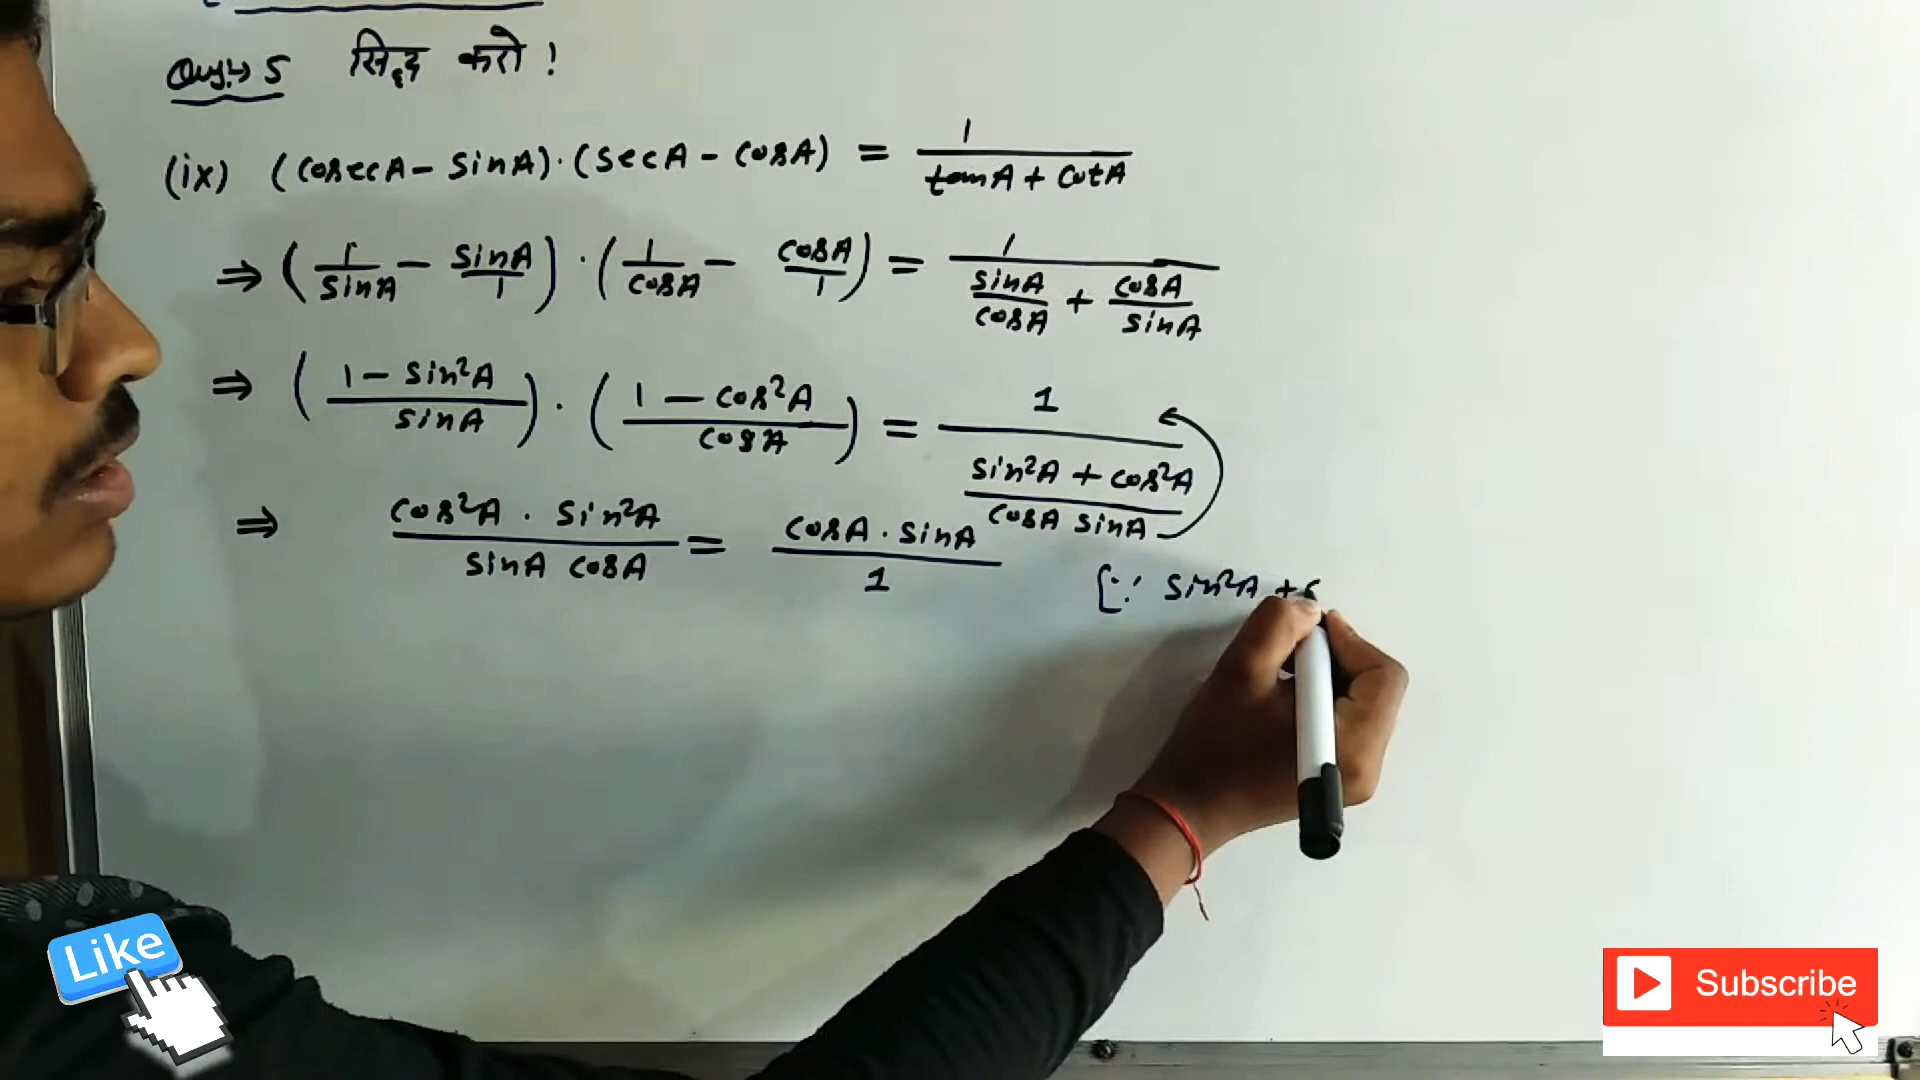 Ques:→ 5 सिद्ध करो !
(ix) (cosecA - sinA)·(secA - cosA) = 1/(tanA + cotA)
⇒ (1/sinA - sinA/1)·(1/cosA - cosA/1) = 1/(sinA/cosA + cosA/sinA)
⇒ ((1 - sin²A)/sinA)·((1 - cos²A)/cosA) = 1/((sin²A + cos²A)/(cosA sinA))
⇒ (cos²A · sin²A)/(sinA cosA) = (cosA · sinA)/1
[∵ sin²A + c
Like
Subscribe